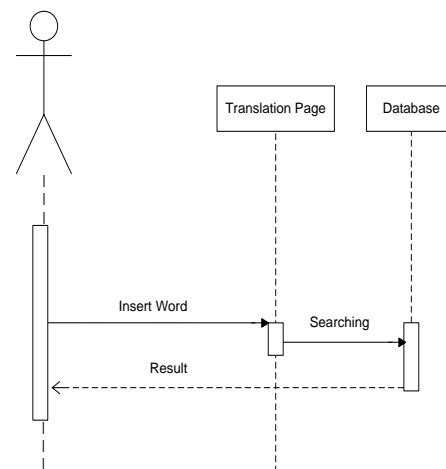 Translation Page
Database
Insert Word
Searching
Result